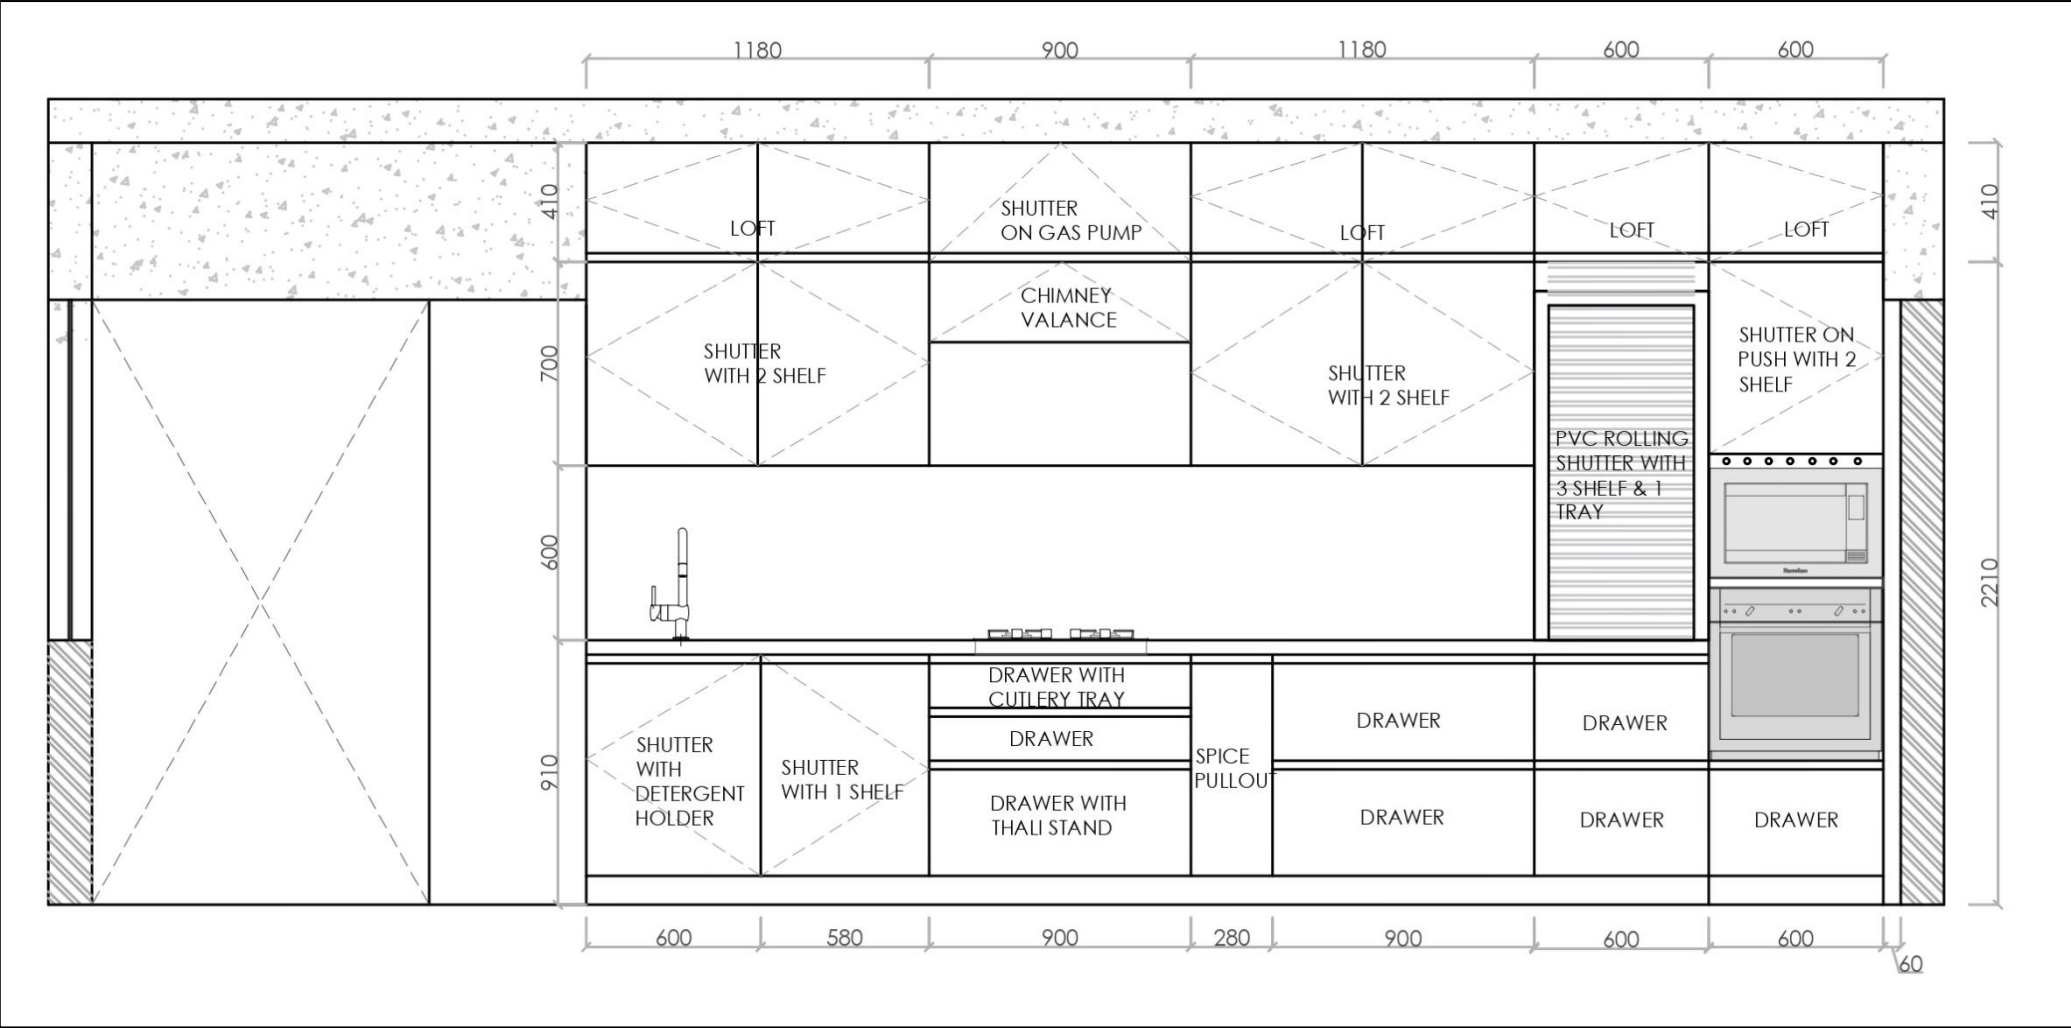 1180
900
1180
600
600
410
LOFT
SHUTTER
ON GAS PUMP
LOFT
LOFT
LOFT
410
700
SHUTTER
WITH 2 SHELF
CHIMNEY
VALANCE
SHUTTER
WITH 2 SHELF
SHUTTER ON
PUSH WITH 2
SHELF
PVC ROLLING
SHUTTER WITH
3 SHELF & 1
TRAY
600
2210
910
SHUTTER
WITH
DETERGENT
HOLDER
SHUTTER
WITH 1 SHELF
DRAWER WITH
CUTLERY TRAY
DRAWER
DRAWER WITH
THALI STAND
SPICE
PULLOUT
DRAWER
DRAWER
DRAWER
DRAWER
DRAWER
600
580
900
280
900
600
600
60